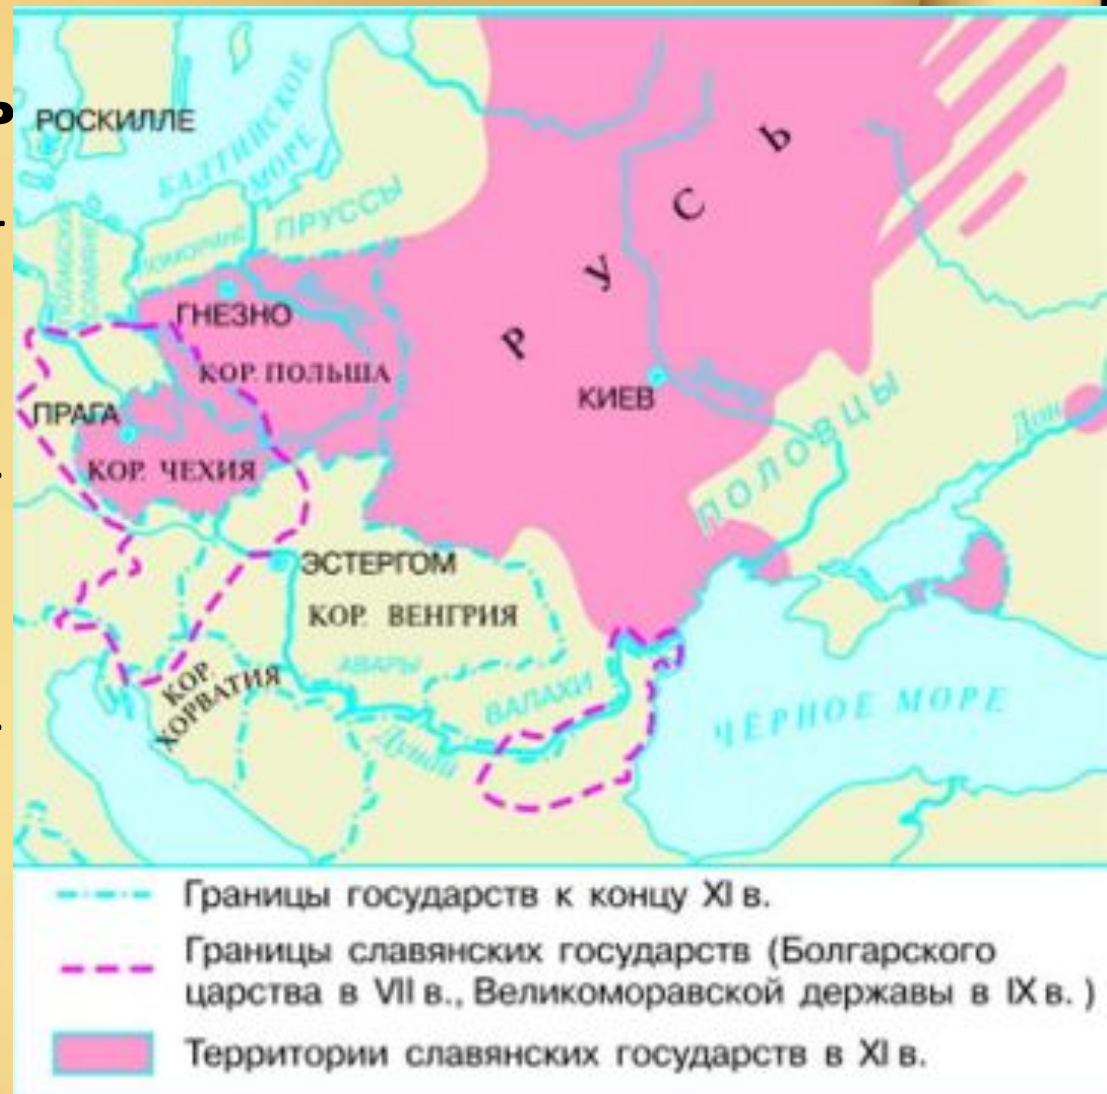 РОСКИЛЛЕ
БАЛТИЙСКОЕ
МОРЕ
ПРУССЫ
ПОМОРЯНЕ
РУСЬ
ГНЕЗНО
КОР. ПОЛЬША
ПРАГА
КОР. ЧЕХИЯ
КИЕВ
ПОЛОВЦЫ
Дон
ЭСТЕРГОМ
КОР. ВЕНГРИЯ
АВАРЫ
ВАЛАХИ
КОР.
ХОРВАТИЯ
Дунай
ЧЁРНОЕ МОРЕ
Границы государств к концу XI в.
Границы славянских государств (Болгарского
царства в VII в., Великоморавской державы в IX в. )
Территории славянских государств в XI в.